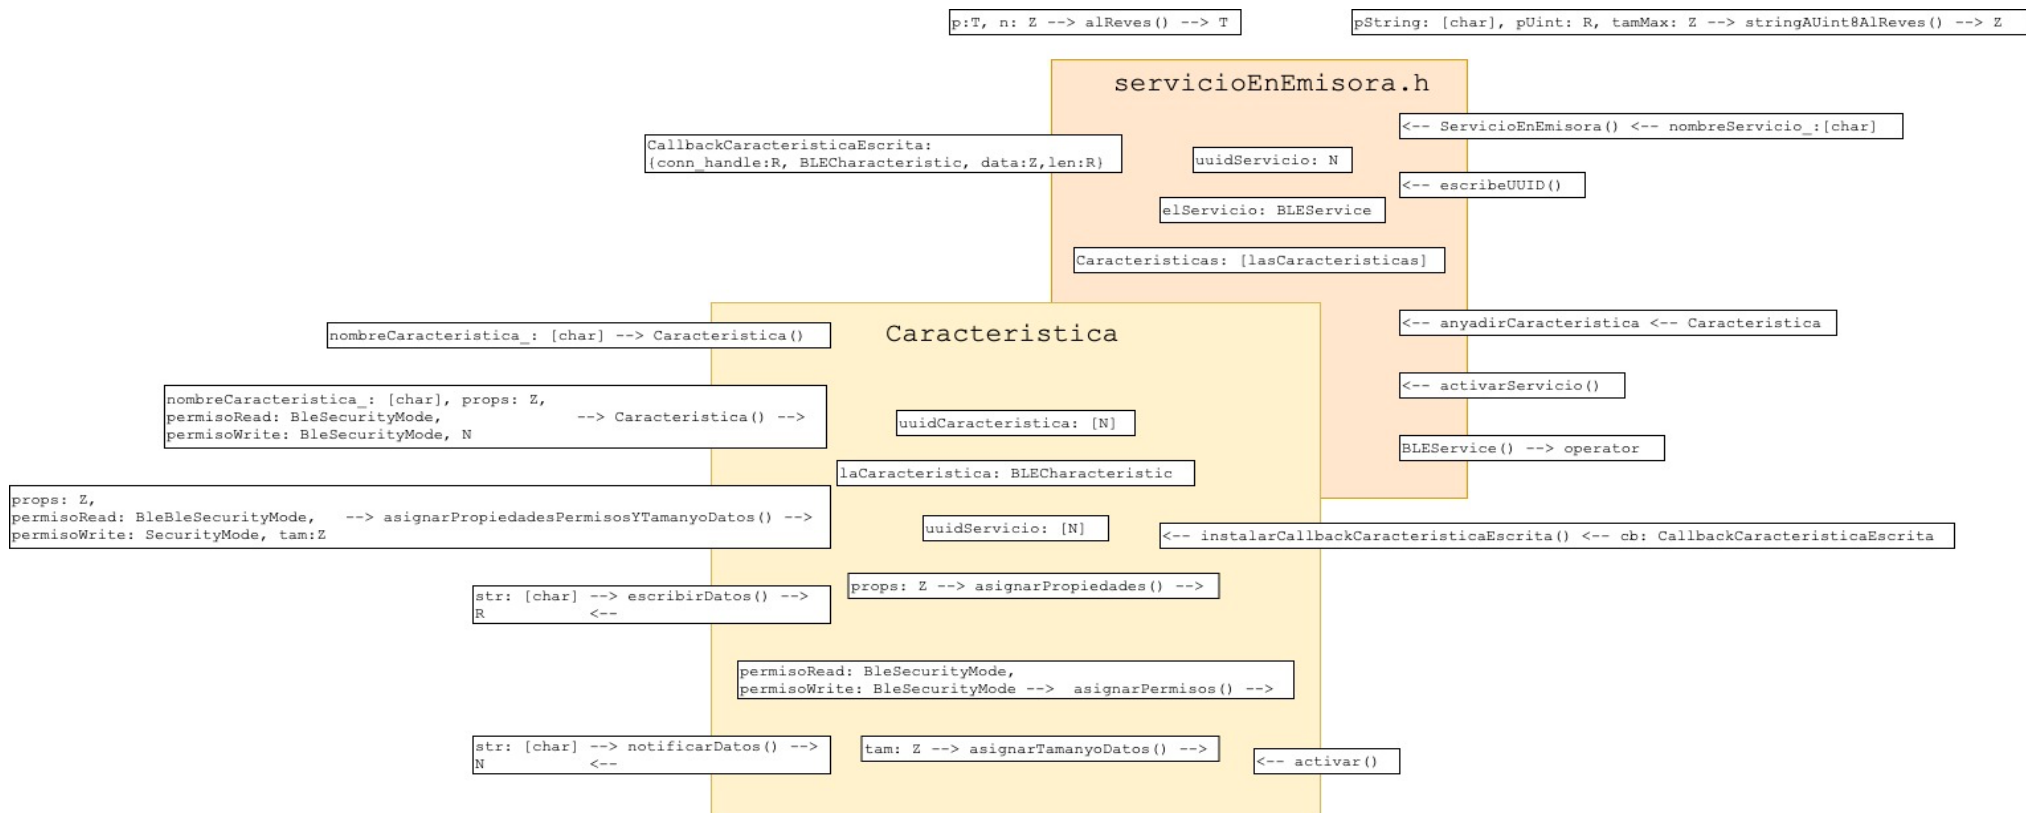 p:T, n: Z --> alReves() --> T
pString: [char], pUint: R, tamMax: Z --> stringAUint8AlReves() --> Z
servicioEnEmisora.h
<-- ServicioEnEmisora() <-- nombreServicio_:[char]
CallbackCaracteristicaEscrita:
{conn_handle:R, BLECharacteristic, data:Z,len:R}
uuidServicio: N
<-- escribeUUID()
elServicio: BLEService
Caracteristicas: [lasCaracteristicas]
nombreCaracteristica_: [char] --> Caracteristica()
Caracteristica
<-- anyadirCaracteristica <-- Caracteristica
<-- activarServicio()
nombreCaracteristica_: [char], props: Z,
permisoRead: BleSecurityMode, --> Caracteristica() -->
permisoWrite: BleSecurityMode, N
uuidCaracteristica: [N]
BLEService() --> operator
laCaracteristica: BLECharacteristic
props: Z,
permisoRead: BleBleSecurityMode, --> asignarPropiedadesPermisosYTamanyoDatos() -->
permisoWrite: SecurityMode, tam:Z
uuidServicio: [N]
<-- instalarCallbackCaracteristicaEscrita() <-- cb: CallbackCaracteristicaEscrita
props: Z --> asignarPropiedades() -->
str: [char] --> escribirDatos() -->
R <--
permisoRead: BleSecurityMode,
permisoWrite: BleSecurityMode --> asignarPermisos() -->
str: [char] --> notificarDatos() -->
N <--
tam: Z --> asignarTamanyoDatos() -->
<-- activar()